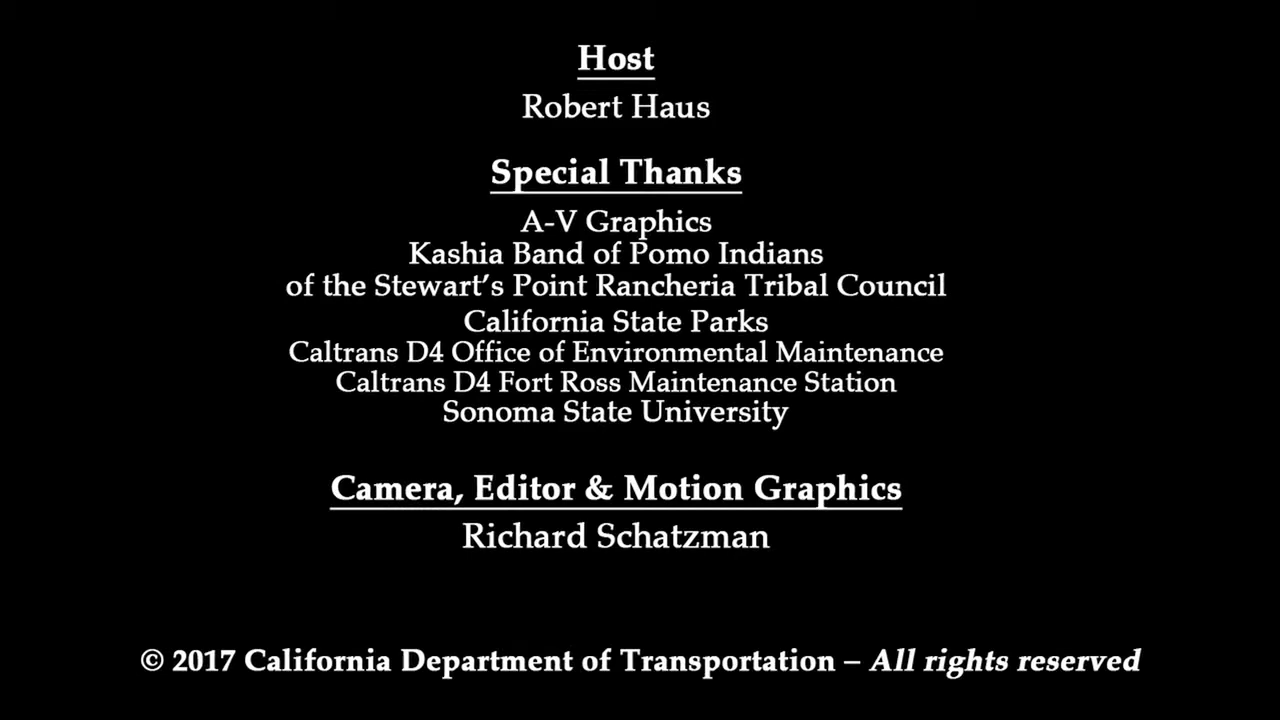 Host
Robert Haus
Special Thanks
A-V Graphics
Kashia Band of Pomo Indians
of the Stewart’s Point Rancheria Tribal Council
California State Parks
Caltrans D4 Office of Environmental Maintenance
Caltrans D4 Fort Ross Maintenance Station
Sonoma State University
Camera, Editor & Motion Graphics
Richard Schatzman
© 2017 California Department of Transportation – All rights reserved